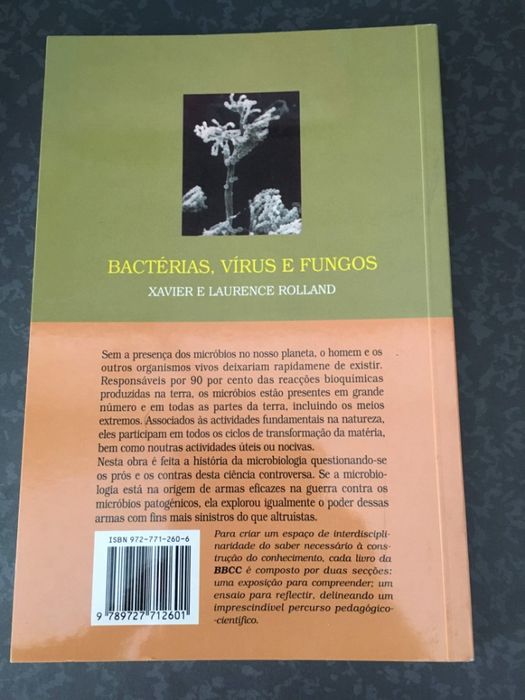 BACTÉRIAS, VÍRUS E FUNGOS
XAVIER E LAURENCE ROLLAND
Sem a presença dos micróbios no nosso planeta, o homem e os
outros organismos vivos deixariam rapidamene de existir.
Responsáveis por 90 por cento das reacções bioquímicas
produzidas na terra, os micróbios estão presentes em grande
número e em todas as partes da terra, incluindo os meios
extremos. Associados às actividades fundamentais na natureza,
eles participam em todos os ciclos de transformação da matéria,
bem como noutras actividades úteis ou nocivas.
Nesta obra é feita a história da microbiologia questionando-se
os prós e os contras desta ciência controversa. Se a microbio-
logia está na origem de armas eficazes na guerra contra os
micróbios patogénicos, ela explorou igualmente o poder dessas
armas com fins mais sinistros do que altruístas.
ISBN 972-771-260-6
9 789727 712601
Para criar um espaço de interdiscipli-
naridade do saber necessário à cons-
trução do conhecimento, cada livro da
BBCC é composto por duas secções:
uma exposição para compreender; um
ensaio para reflectir, delineando um
imprescindível percurso pedagógico-
-científico.